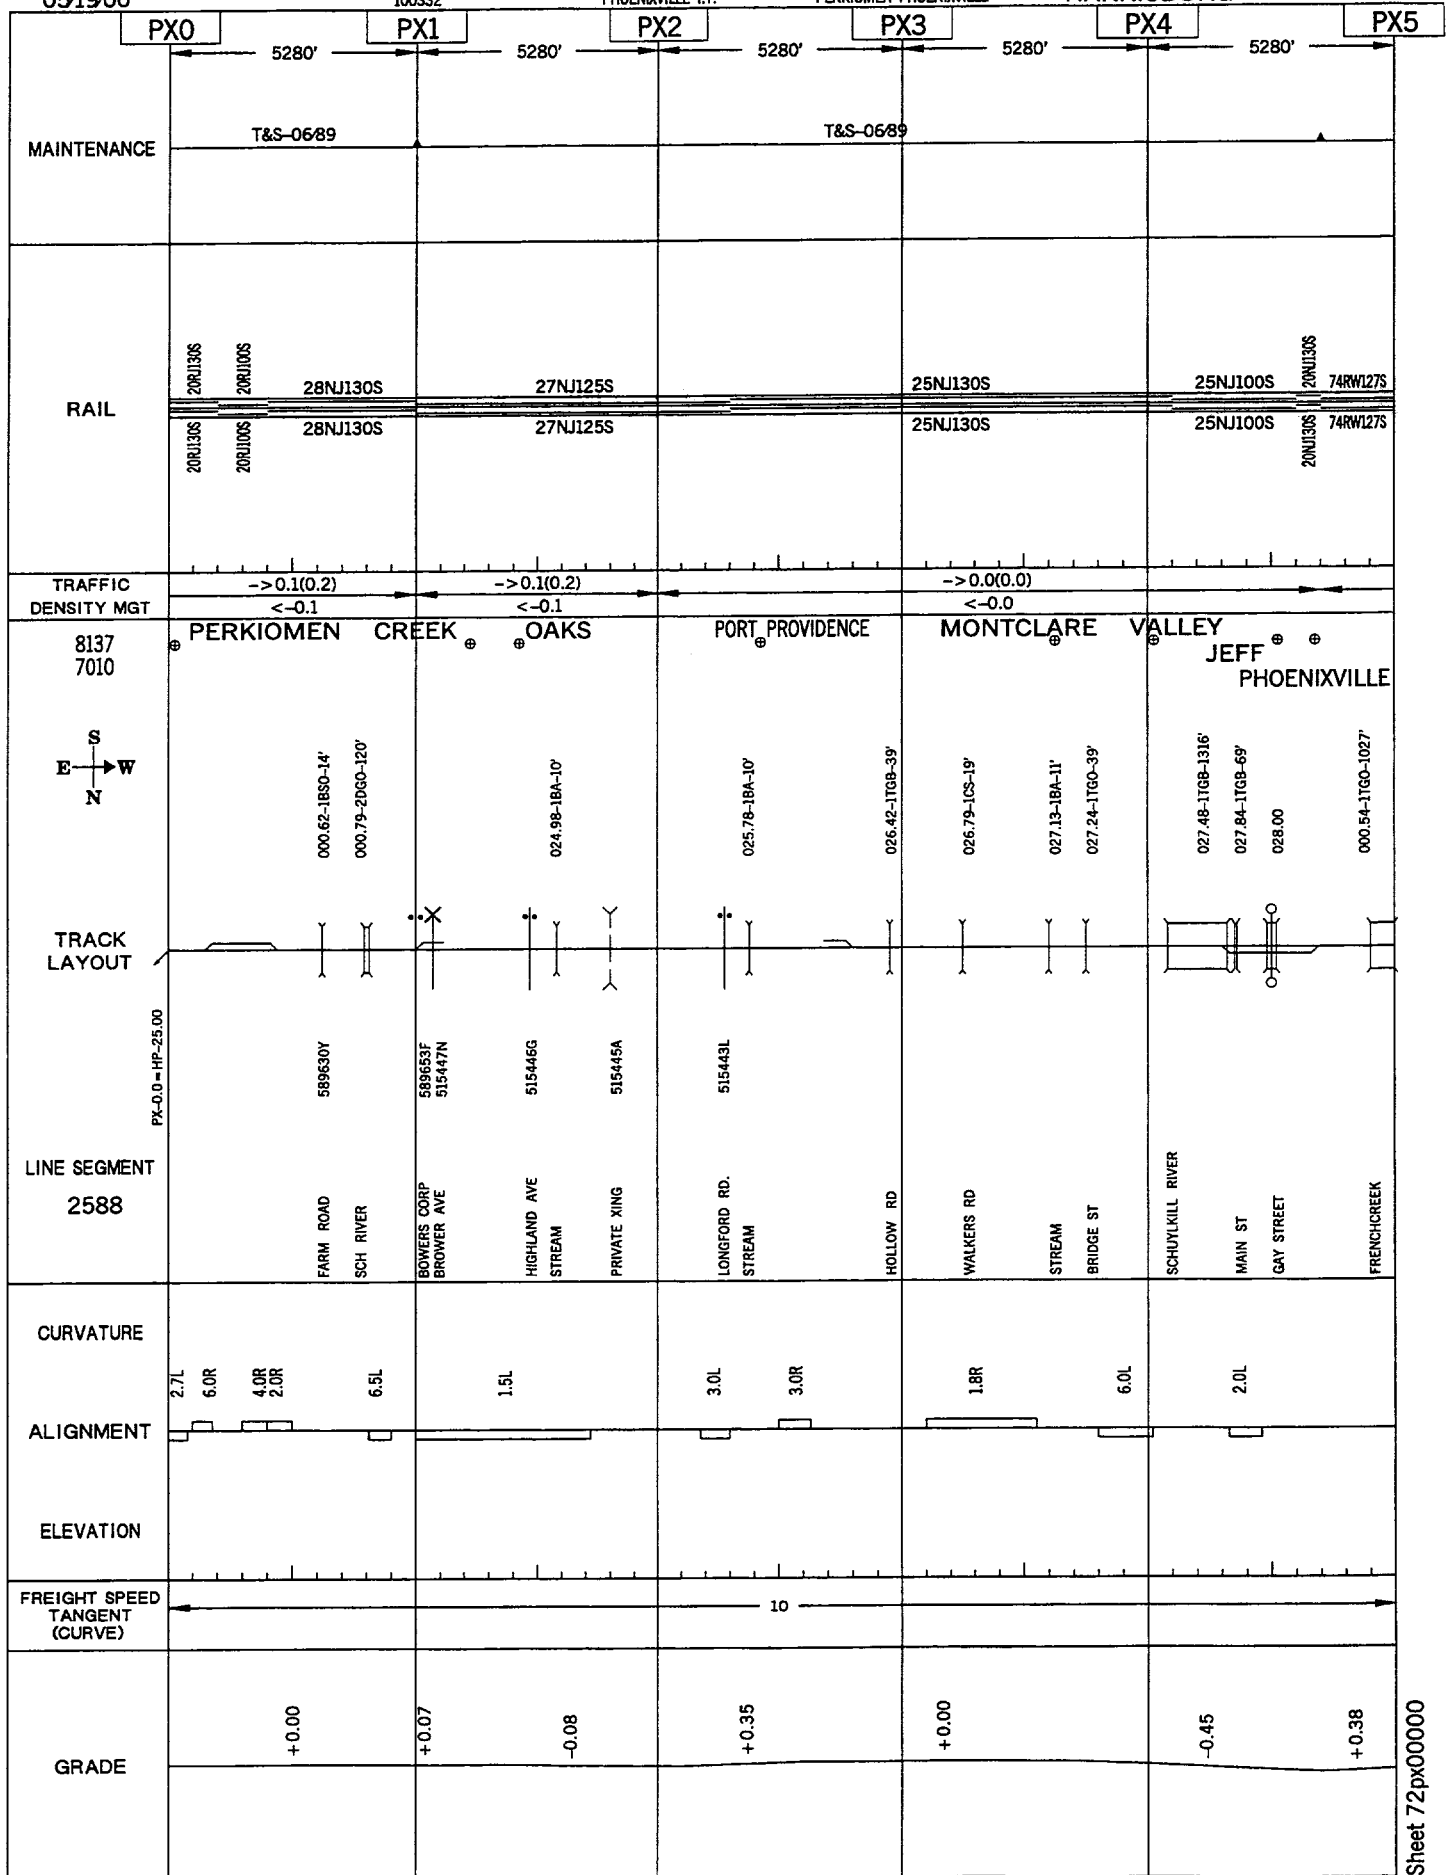 PX0 PX1 PX2 PX3 PX4 PX5
5280' 5280' 5280' 5280' 5280'
MAINTENANCE
T&S-06/89 T&S-06/89
RAIL
20RJ130S 20RJ100S 28NJ130S 27NJ125S 25NJ130S 25NJ100S 20NJ130S 74RW127S
20RJ130S 20RJ100S 28NJ130S 27NJ125S 25NJ130S 25NJ100S 20NJ130S 74RW127S
TRAFFIC
DENSITY MGT
->0.1(0.2) ->0.1(0.2) ->0.0(0.0)
<-0.1 <-0.1 <-0.0
8137
7010
PERKIOMEN CREEK OAKS PORT PROVIDENCE MONTCLARE VALLEY
JEFF
PHOENIXVILLE
S
E W
N
000.62-1BSO-14'
000.79-2DGO-120'
024.98-1BA-10'
025.78-1BA-10'
026.42-1TGB-39'
026.79-1CS-19'
027.13-1BA-11'
027.24-1TGO-39'
027.48-1TGB-1316'
027.84-1TGB-69'
028.00
000.54-1TGO-1027'
TRACK
LAYOUT
PX-0.0=HP-25.00
589630Y
589653F
515447N
515446G
515445A
515443L
LINE SEGMENT
2588
FARM ROAD
SCH RIVER
BOWERS CORP
BROWER AVE
HIGHLAND AVE
STREAM
PRIVATE XING
LONGFORD RD.
STREAM
HOLLOW RD
WALKERS RD
STREAM
BRIDGE ST
SCHUYLKILL RIVER
MAIN ST
GAY STREET
FRENCHCREEK
CURVATURE
2.7L 6.0R 4.0R 2.0R 6.5L 1.5L 3.0L 3.0R 1.8R 6.0L 2.0L
ALIGNMENT
ELEVATION
FREIGHT SPEED
TANGENT
(CURVE)
10
GRADE
+0.00 +0.07 -0.08 +0.35 +0.00 -0.45 +0.38
Sheet 72px00000